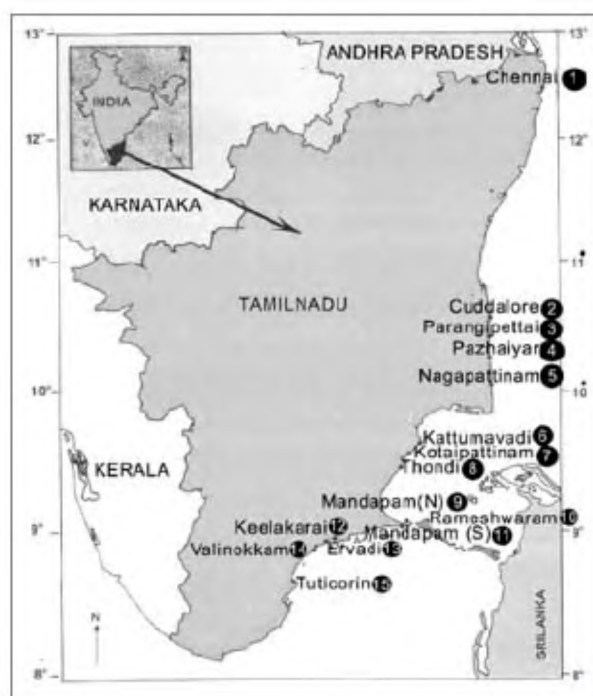 13°
13°
ANDHRA PRADESH
Chennai 1
INDIA
12°
12°
KARNATAKA
11°
11°
TAMILNADU
Cuddalore 2
Parangipettai 3
Pazhaiyar 4
Nagapattinam 5
10°
10°
Kattumavadi 6
Kotaipattinam 7
Thondi 8
KERALA
Mandapam(N) 9
Rameshwaram 10
Keelakarai 12
Mandapam (S) 11
9°
9°
Valinokkam 14
Ervadi 13
Tuticorin 15
N
SRILANKA
8°
8°